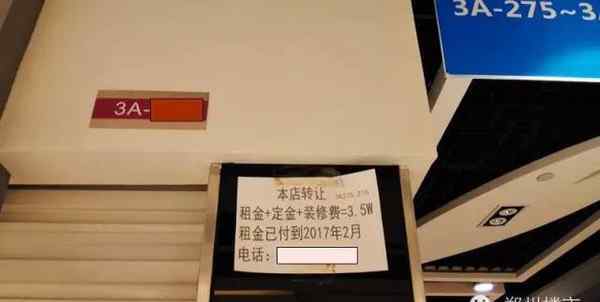 3A-275~3A
3A-
本店转让
租金+定金+装修费=3.5W
租金已付到2017年2月
电话: